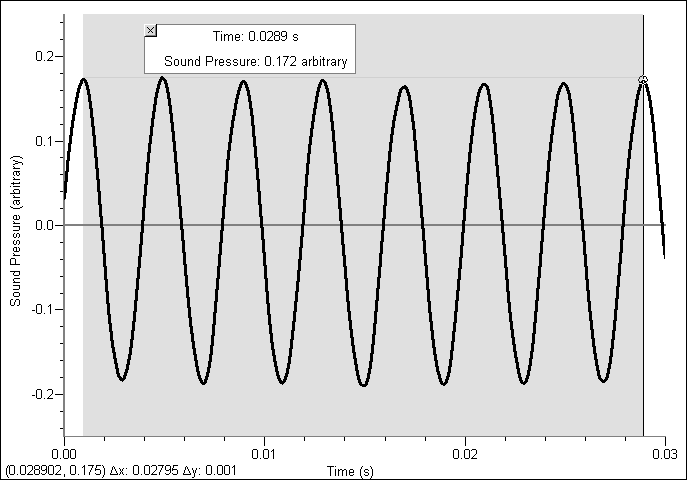 Time: 0.0289 s
Sound Pressure: 0.172 arbitrary
0.2
0.1
0.0
-0.1
-0.2
Sound Pressure (arbitrary)
0.00 0.01 0.02 0.03
(0.028902, 0.175) Δx: 0.02795 Δy: 0.001
Time (s)